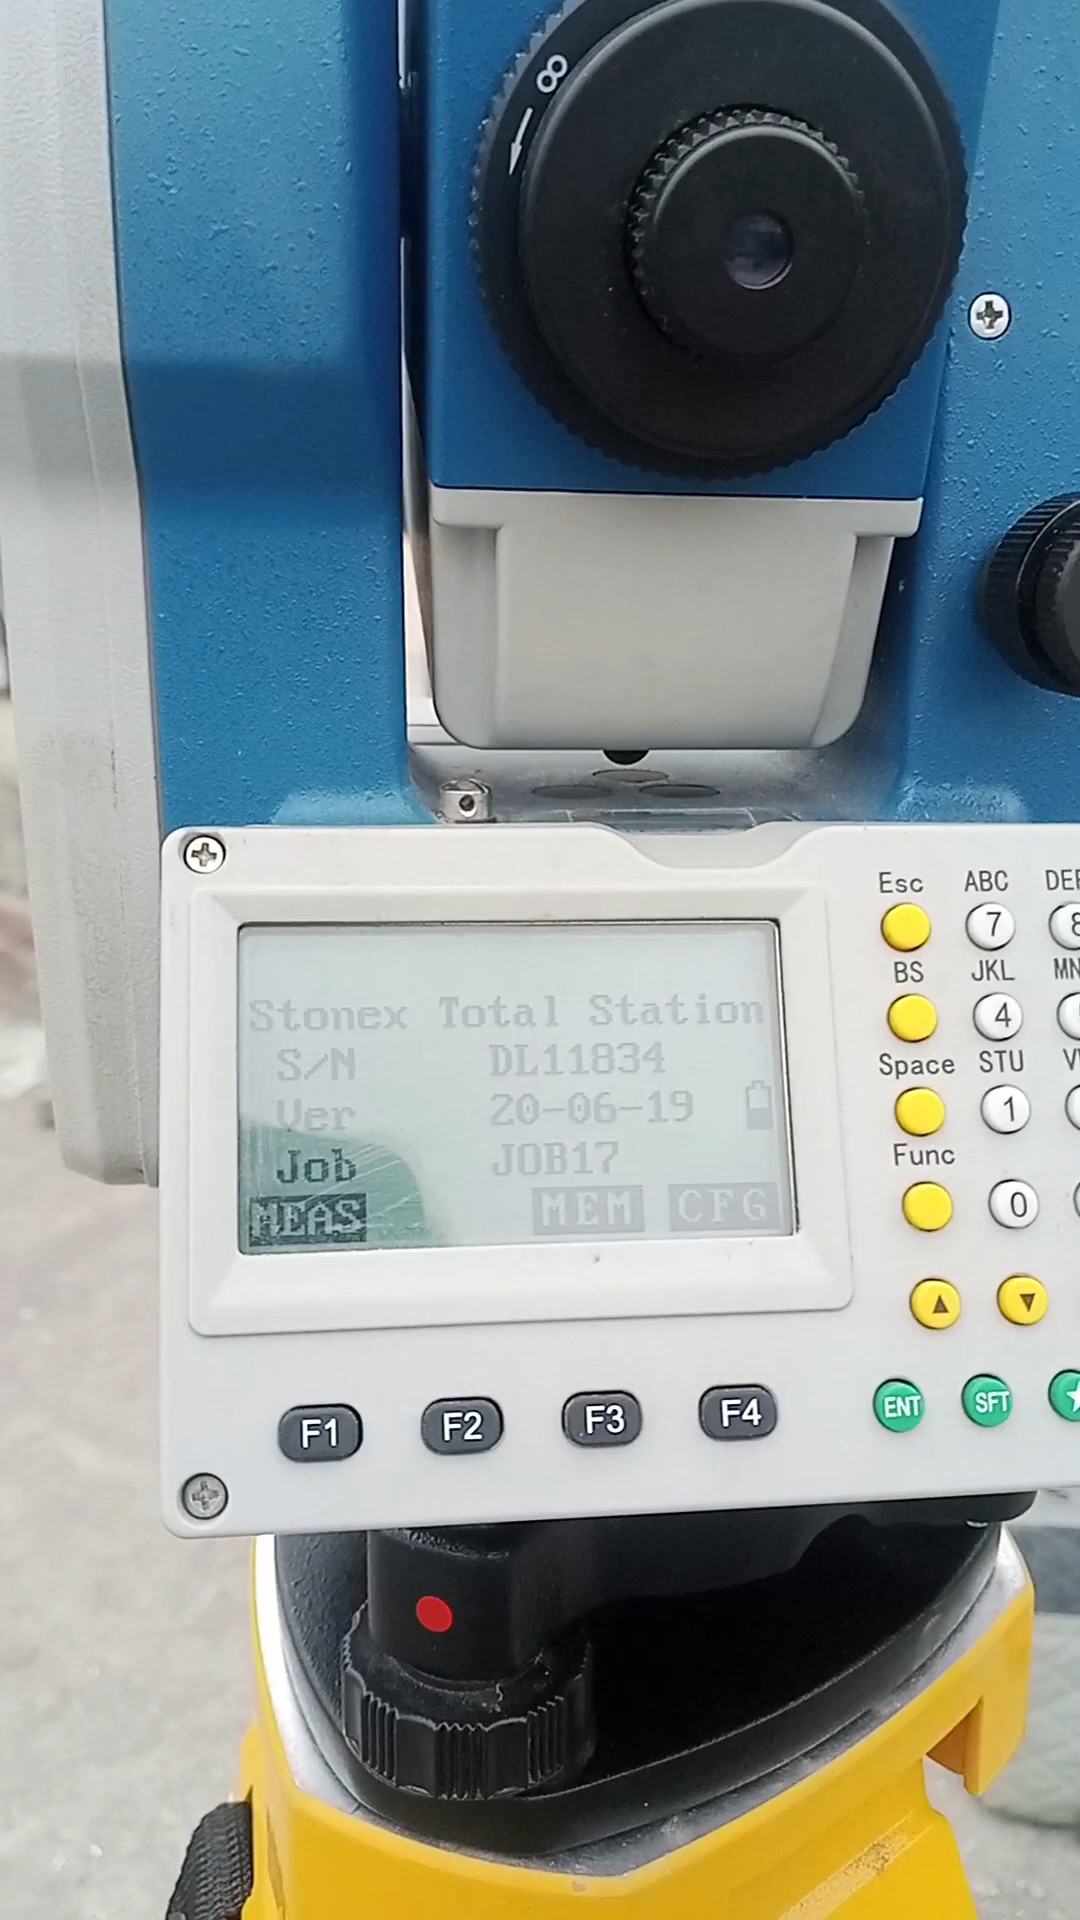 ∞
Stonex Total Station
S/N DL11834
Ver 20-06-19
Job JOB17
MEAS MEM CFG
Esc ABC
7 8
BS JKL
4
Space STU
1
Func
0
ENT SFT
F1 F2 F3 F4